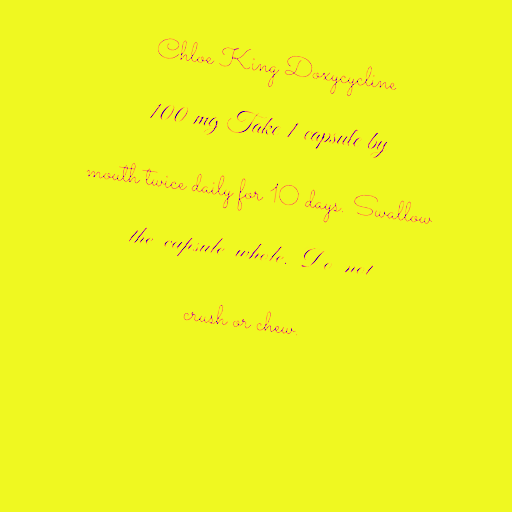 Chloe King Doxycycline
100 mg Take 1 capsule by
mouth twice daily for 10 days. Swallow
the capsule whole. Do not
crush or chew.